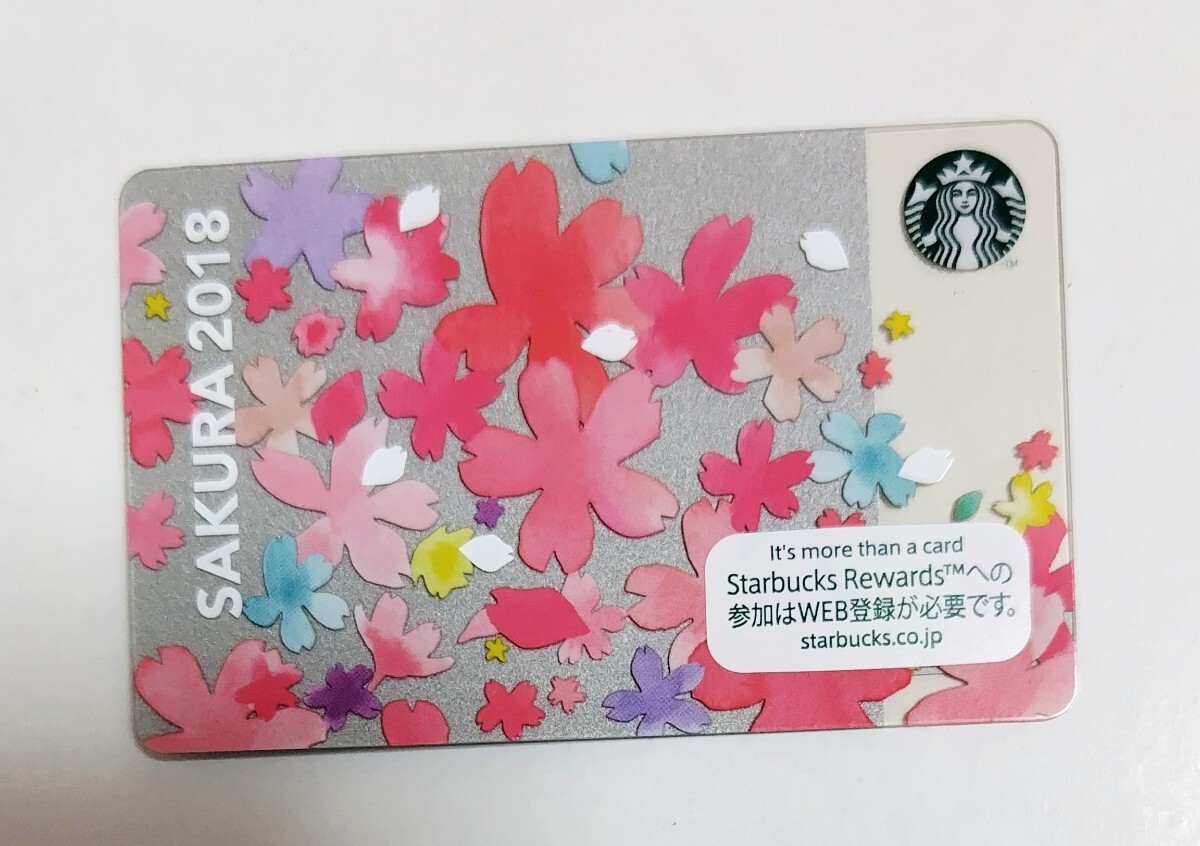 SAKURA 2018
TM
It's more than a card
Starbucks Rewards™への
参加はWEB登録が必要です。
starbucks.co.jp